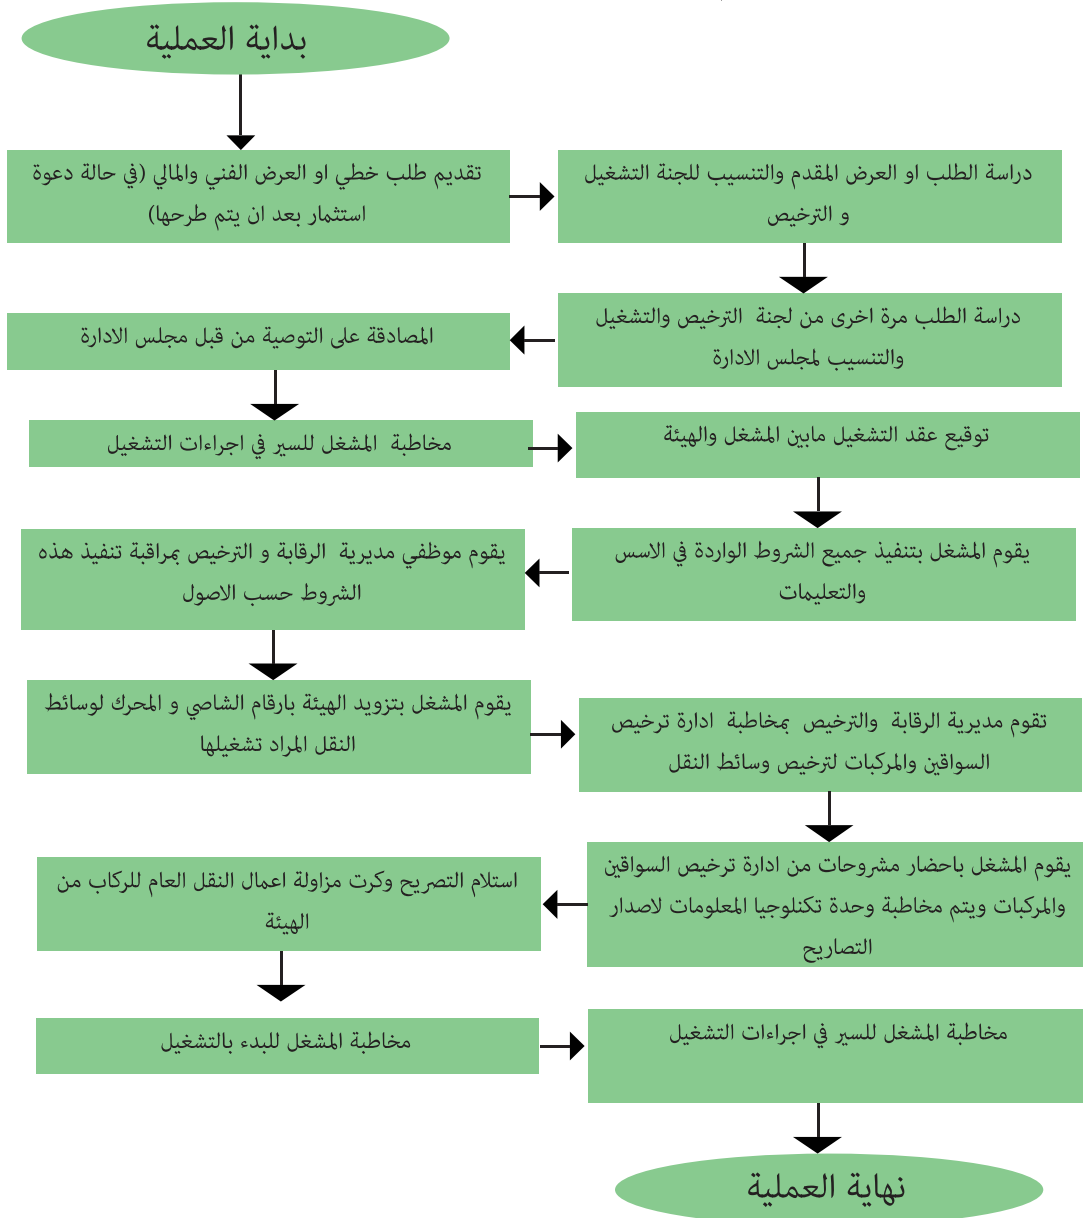 بداية العملية
تقديم طلب خطي او العرض الفني والمالي (في حالة دعوة
استثمار بعد ان يتم طرحها)
دراسة الطلب او العرض المقدم والتنسيب للجنة التشغيل
و الترخيص
دراسة الطلب مرة اخرى من لجنة الترخيص والتشغيل
والتنسيب لمجلس الادارة
المصادقة على التوصية من قبل مجلس الادارة
مخاطبة المشغل للسير في اجراءات التشغيل
توقيع عقد التشغيل مابين المشغل والهيئة
يقوم المشغل بتنفيذ جميع الشروط الواردة في الاسس
والتعليمات
يقوم موظفي مديرية الرقابة و الترخيص بمراقبة تنفيذ هذه
الشروط حسب الاصول
يقوم المشغل بتزويد الهيئة بارقام الشاصي و المحرك لوسائط
النقل المراد تشغيلها
تقوم مديرية الرقابة والترخيص بمخاطبة ادارة ترخيص
السواقين والمركبات لترخيص وسائط النقل
يقوم المشغل باحضار مشروحات من ادارة ترخيص السواقين
والمركبات ويتم مخاطبة وحدة تكنلوجيا المعلومات لاصدار
التصاريح
استلام التصريح وكرت مزاولة اعمال النقل العام للركاب من
الهيئة
مخاطبة المشغل للبدء بالتشغيل
مخاطبة المشغل للسير في اجراءات التشغيل
نهاية العملية